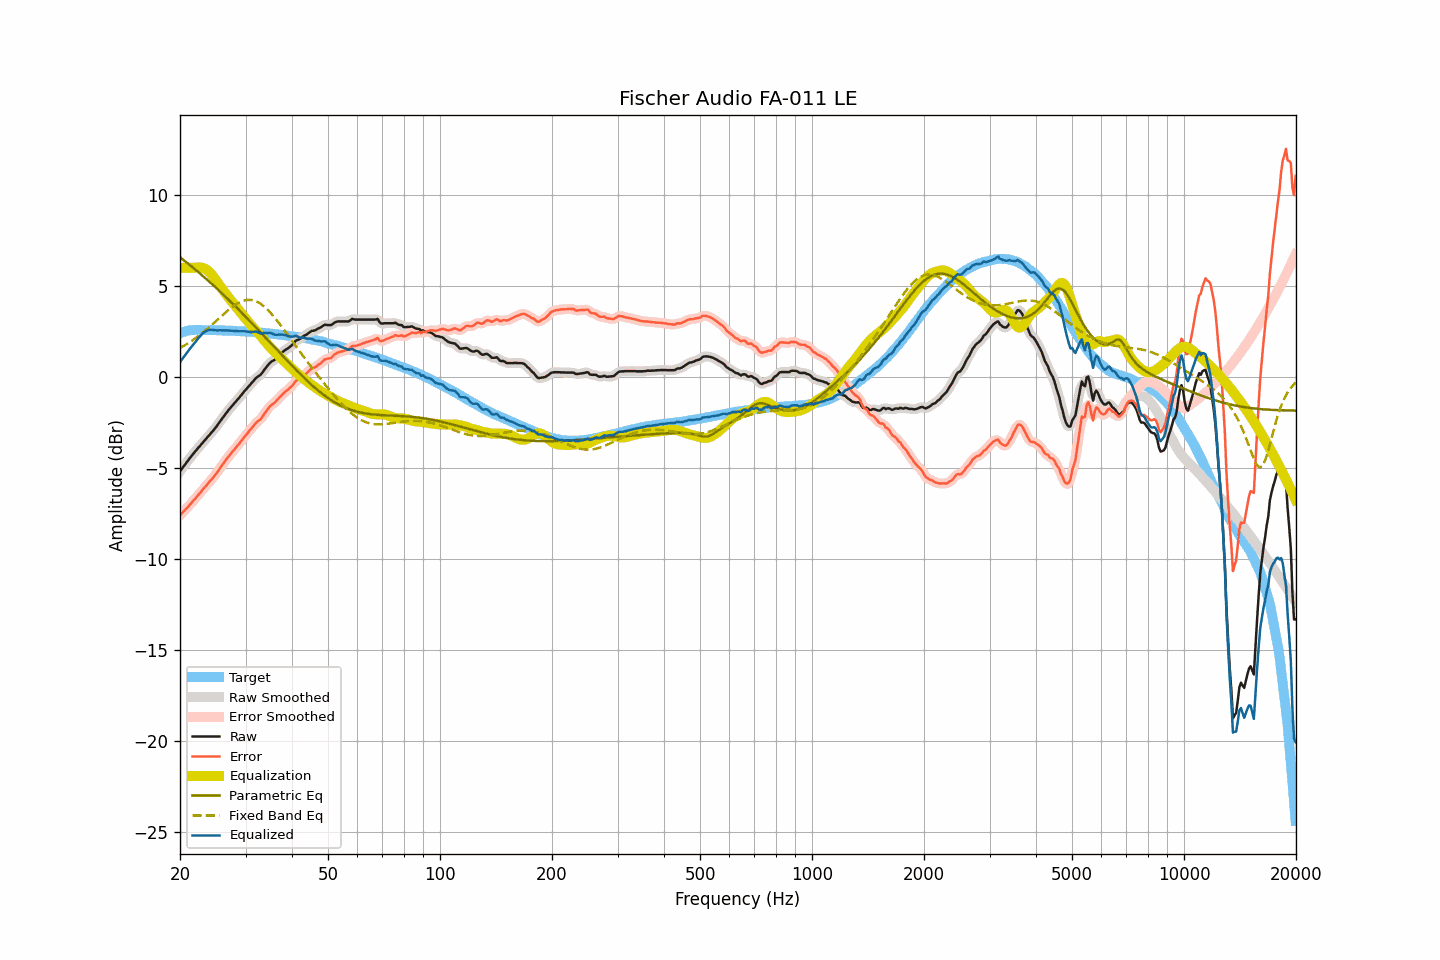 Fischer Audio FA-011 LE
Amplitude (dBr)
10
5
0
−5
−10
−15
−20
−25
Target
Raw Smoothed
Error Smoothed
Raw
Error
Equalization
Parametric Eq
Fixed Band Eq
Equalized
20 50 100 200 500 1000 2000 5000 10000 20000
Frequency (Hz)